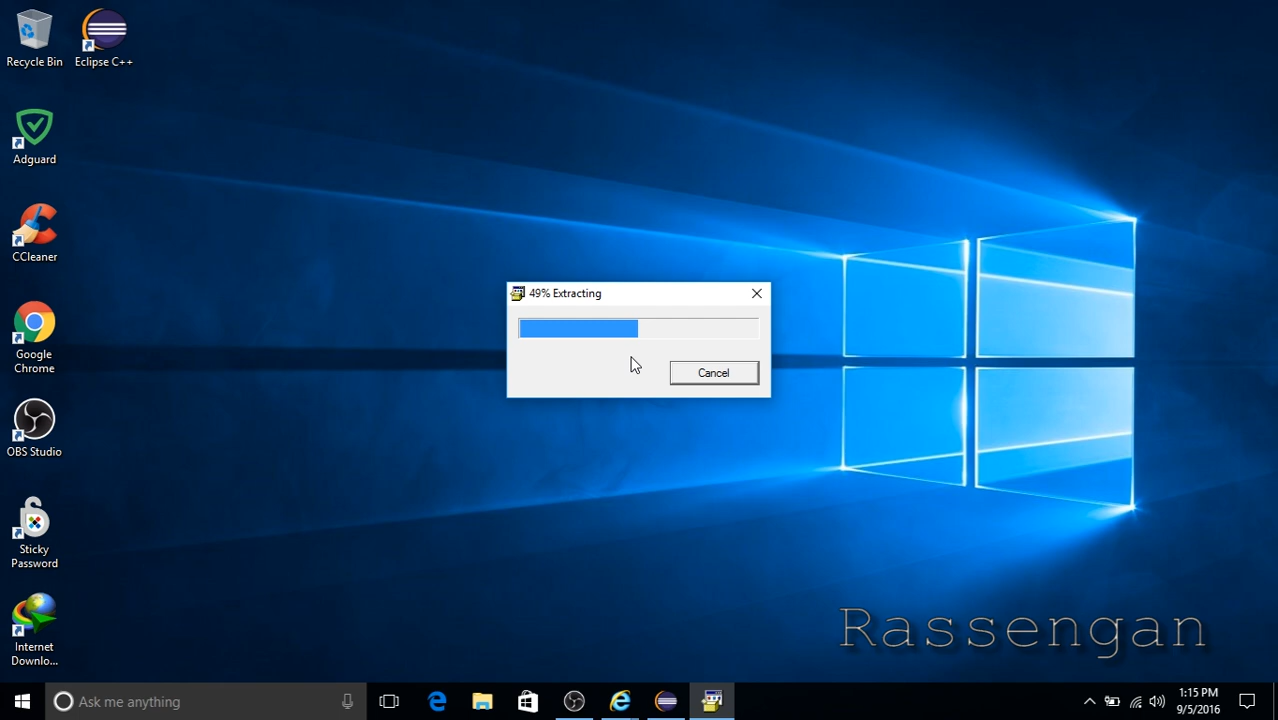 Recycle Bin
Eclipse C++
Adguard
CCleaner
Google
Chrome
OBS Studio
Sticky
Password
Internet
Downlo...
49% Extracting
Cancel
Rassengan
Ask me anything
1:15 PM
9/5/2016